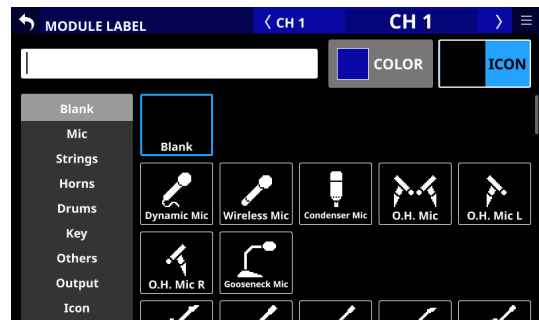 MODULE LABEL
CH 1
CH 1
COLOR
ICON
Blank
Mic
Strings
Horns
Drums
Key
Others
Output
Icon
Blank
Dynamic Mic
Wireless Mic
Condenser Mic
O.H. Mic
O.H. Mic L
O.H. Mic R
Gooseneck Mic